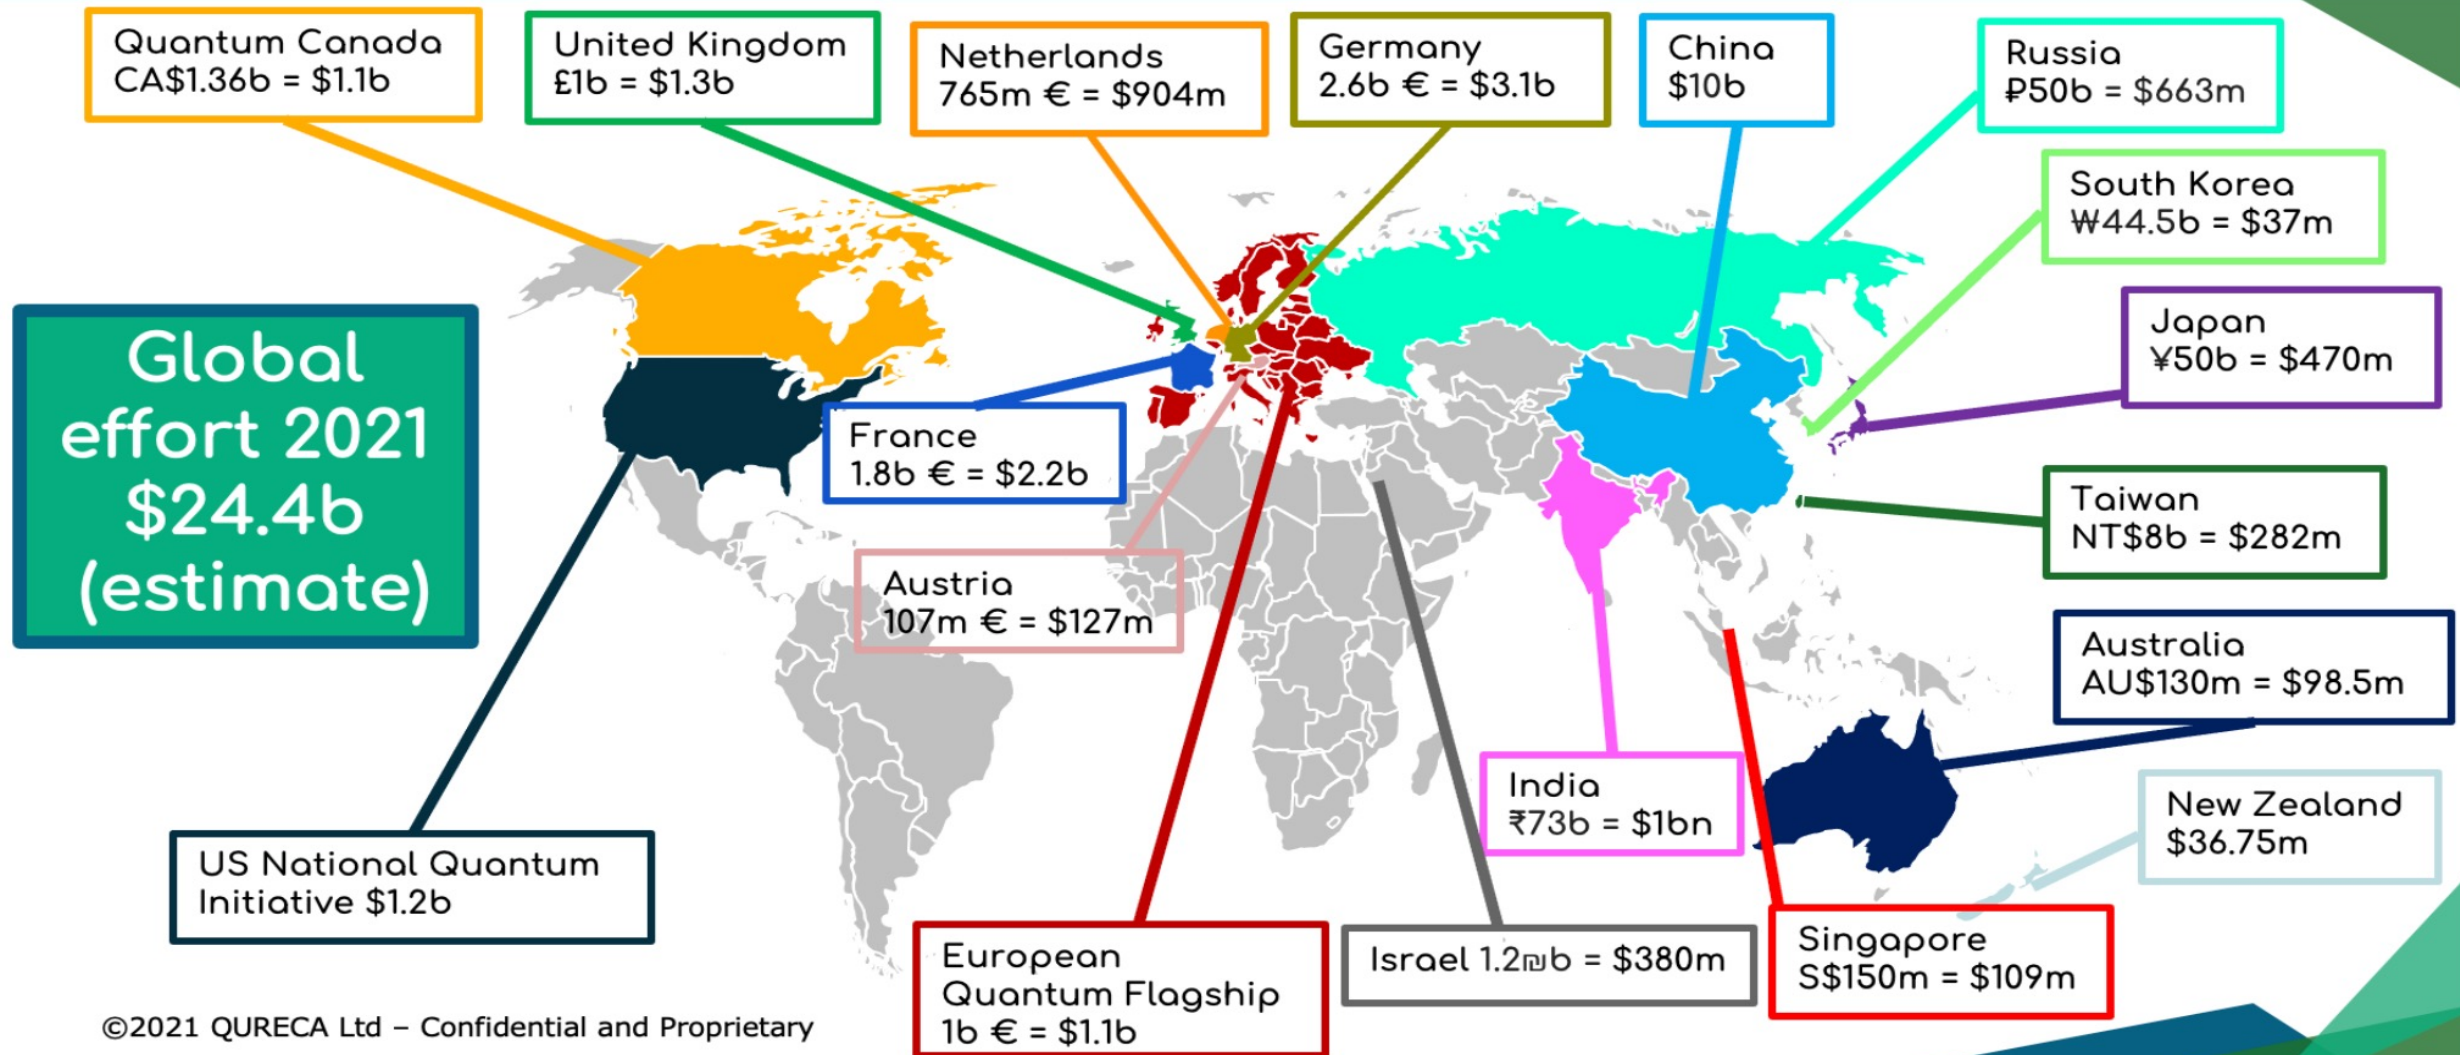 Quantum Canada
CA$1.36b = $1.1b
United Kingdom
£1b = $1.3b
Netherlands
765m € = $904m
Germany
2.6b € = $3.1b
China
$10b
Russia
₽50b = $663m
South Korea
₩44.5b = $37m
Japan
¥50b = $470m
Global
effort 2021
$24.4b
(estimate)
France
1.8b € = $2.2b
Taiwan
NT$8b = $282m
Austria
107m € = $127m
Australia
AU$130m = $98.5m
India
₹73b = $1bn
New Zealand
$36.75m
US National Quantum
Initiative $1.2b
European
Quantum Flagship
1b € = $1.1b
Israel 1.2₪b = $380m
Singapore
S$150m = $109m
©2021 QURECA Ltd – Confidential and Proprietary